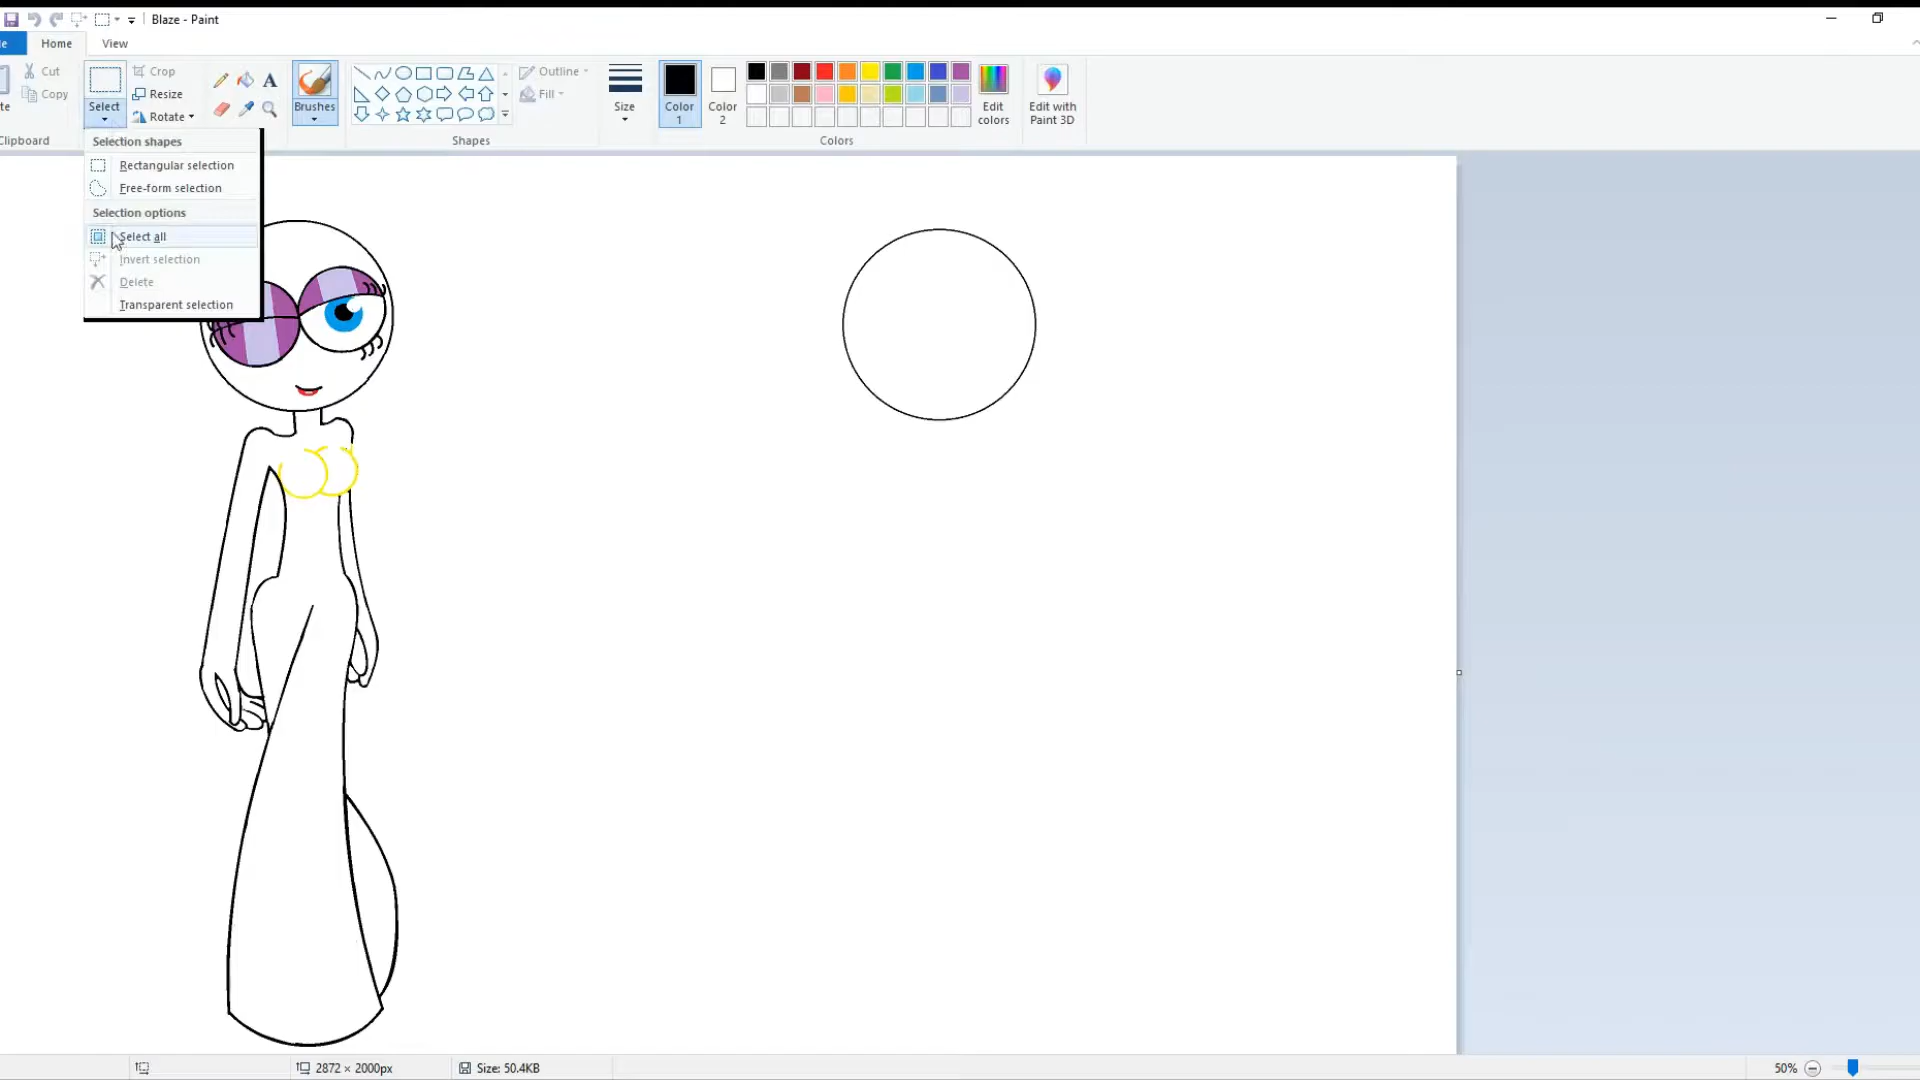 Blaze - Paint
Home View
Cut
Copy
Clipboard
Select
Crop
Resize
Rotate
A
Brushes
Outline
Fill
Shapes
Size
Color 1
Color 2
Edit colors
Edit with Paint 3D
Colors
Selection shapes
Rectangular selection
Free-form selection
Selection options
Select all
Invert selection
Delete
Transparent selection
2872 × 2000px
Size: 50.4KB
50%